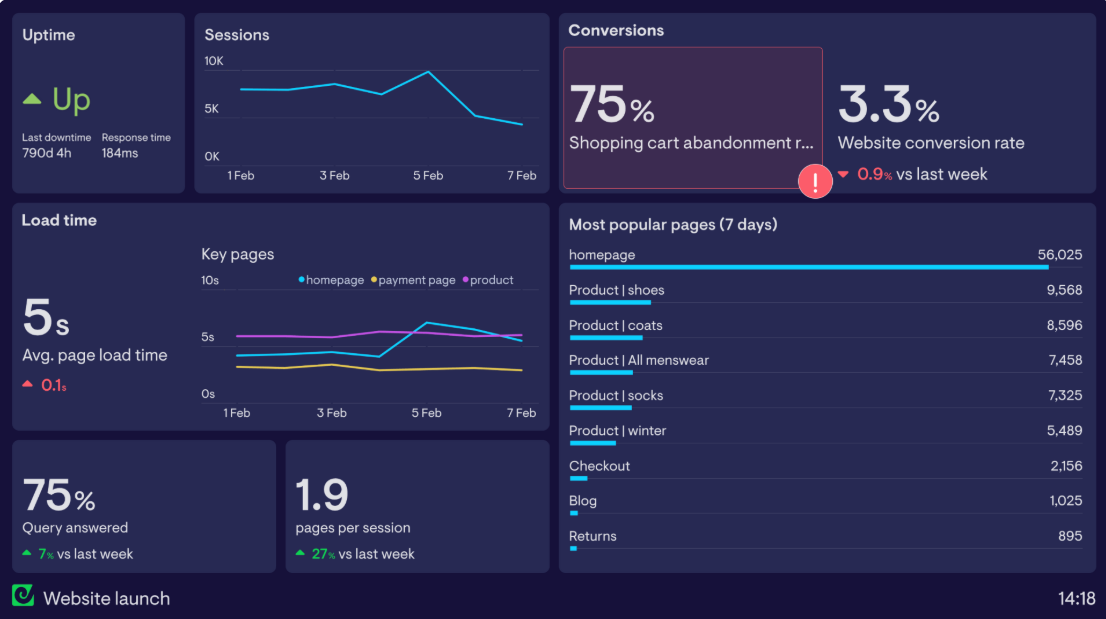 Uptime
Up
Last downtime
790d 4h
Response time
184ms
Sessions
10K
5K
0K
1 Feb
3 Feb
5 Feb
7 Feb
Conversions
75%
Shopping cart abandonment r...
!
3.3%
Website conversion rate
0.9% vs last week
Load time
5s
Avg. page load time
0.1s
Key pages
homepage
payment page
product
10s
5s
0s
1 Feb
3 Feb
5 Feb
7 Feb
Most popular pages (7 days)
homepage 56,025
Product | shoes 9,568
Product | coats 8,596
Product | All menswear 7,458
Product | socks 7,325
Product | winter 5,489
Checkout 2,156
Blog 1,025
Returns 895
75%
Query answered
7% vs last week
1.9
pages per session
27% vs last week
Website launch
14:18